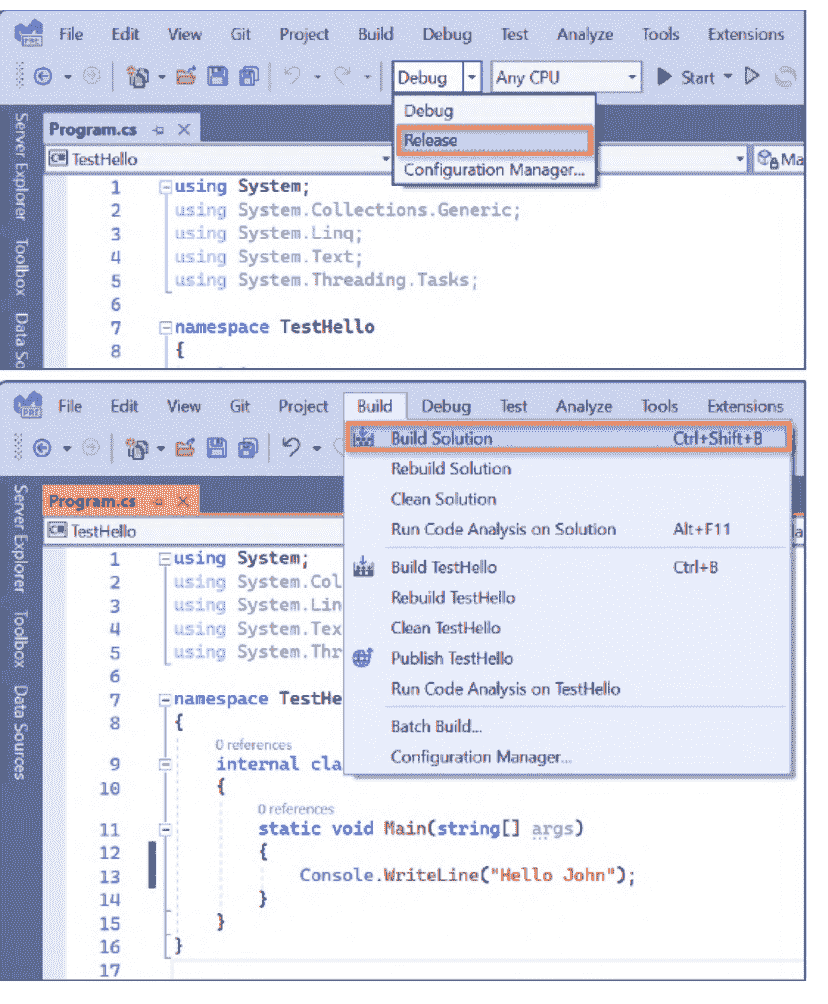 File Edit View Git Project Build Debug Test Analyze Tools Extensions
Debug Any CPU Start
Debug
Release
Configuration Manager...
Program.cs
TestHello Ma
1 using System;
2 using System.Collections.Generic;
3 using System.Linq;
4 using System.Text;
5 using System.Threading.Tasks;
6
7 namespace TestHello
8 {
Server Explorer Toolbox Data So
File Edit View Git Project Build Debug Test Analyze Tools Extensions
Build Solution Ctrl+Shift+B
Rebuild Solution
Clean Solution
Run Code Analysis on Solution Alt+F11
Build TestHello Ctrl+B
Rebuild TestHello
Clean TestHello
Publish TestHello
Run Code Analysis on TestHello
Batch Build...
Configuration Manager...
Program.cs
TestHello
1 using System;
2 using System.Col
3 using System.Lin
4 using System.Tex
5 using System.Thr
6
7 namespace TestHe
8 {
0 references
9 internal cla
10 {
0 references
11 static void Main(string[] args)
12 {
13 Console.WriteLine("Hello John");
14 }
15 }
16 }
17
Server Explorer Toolbox Data Sources